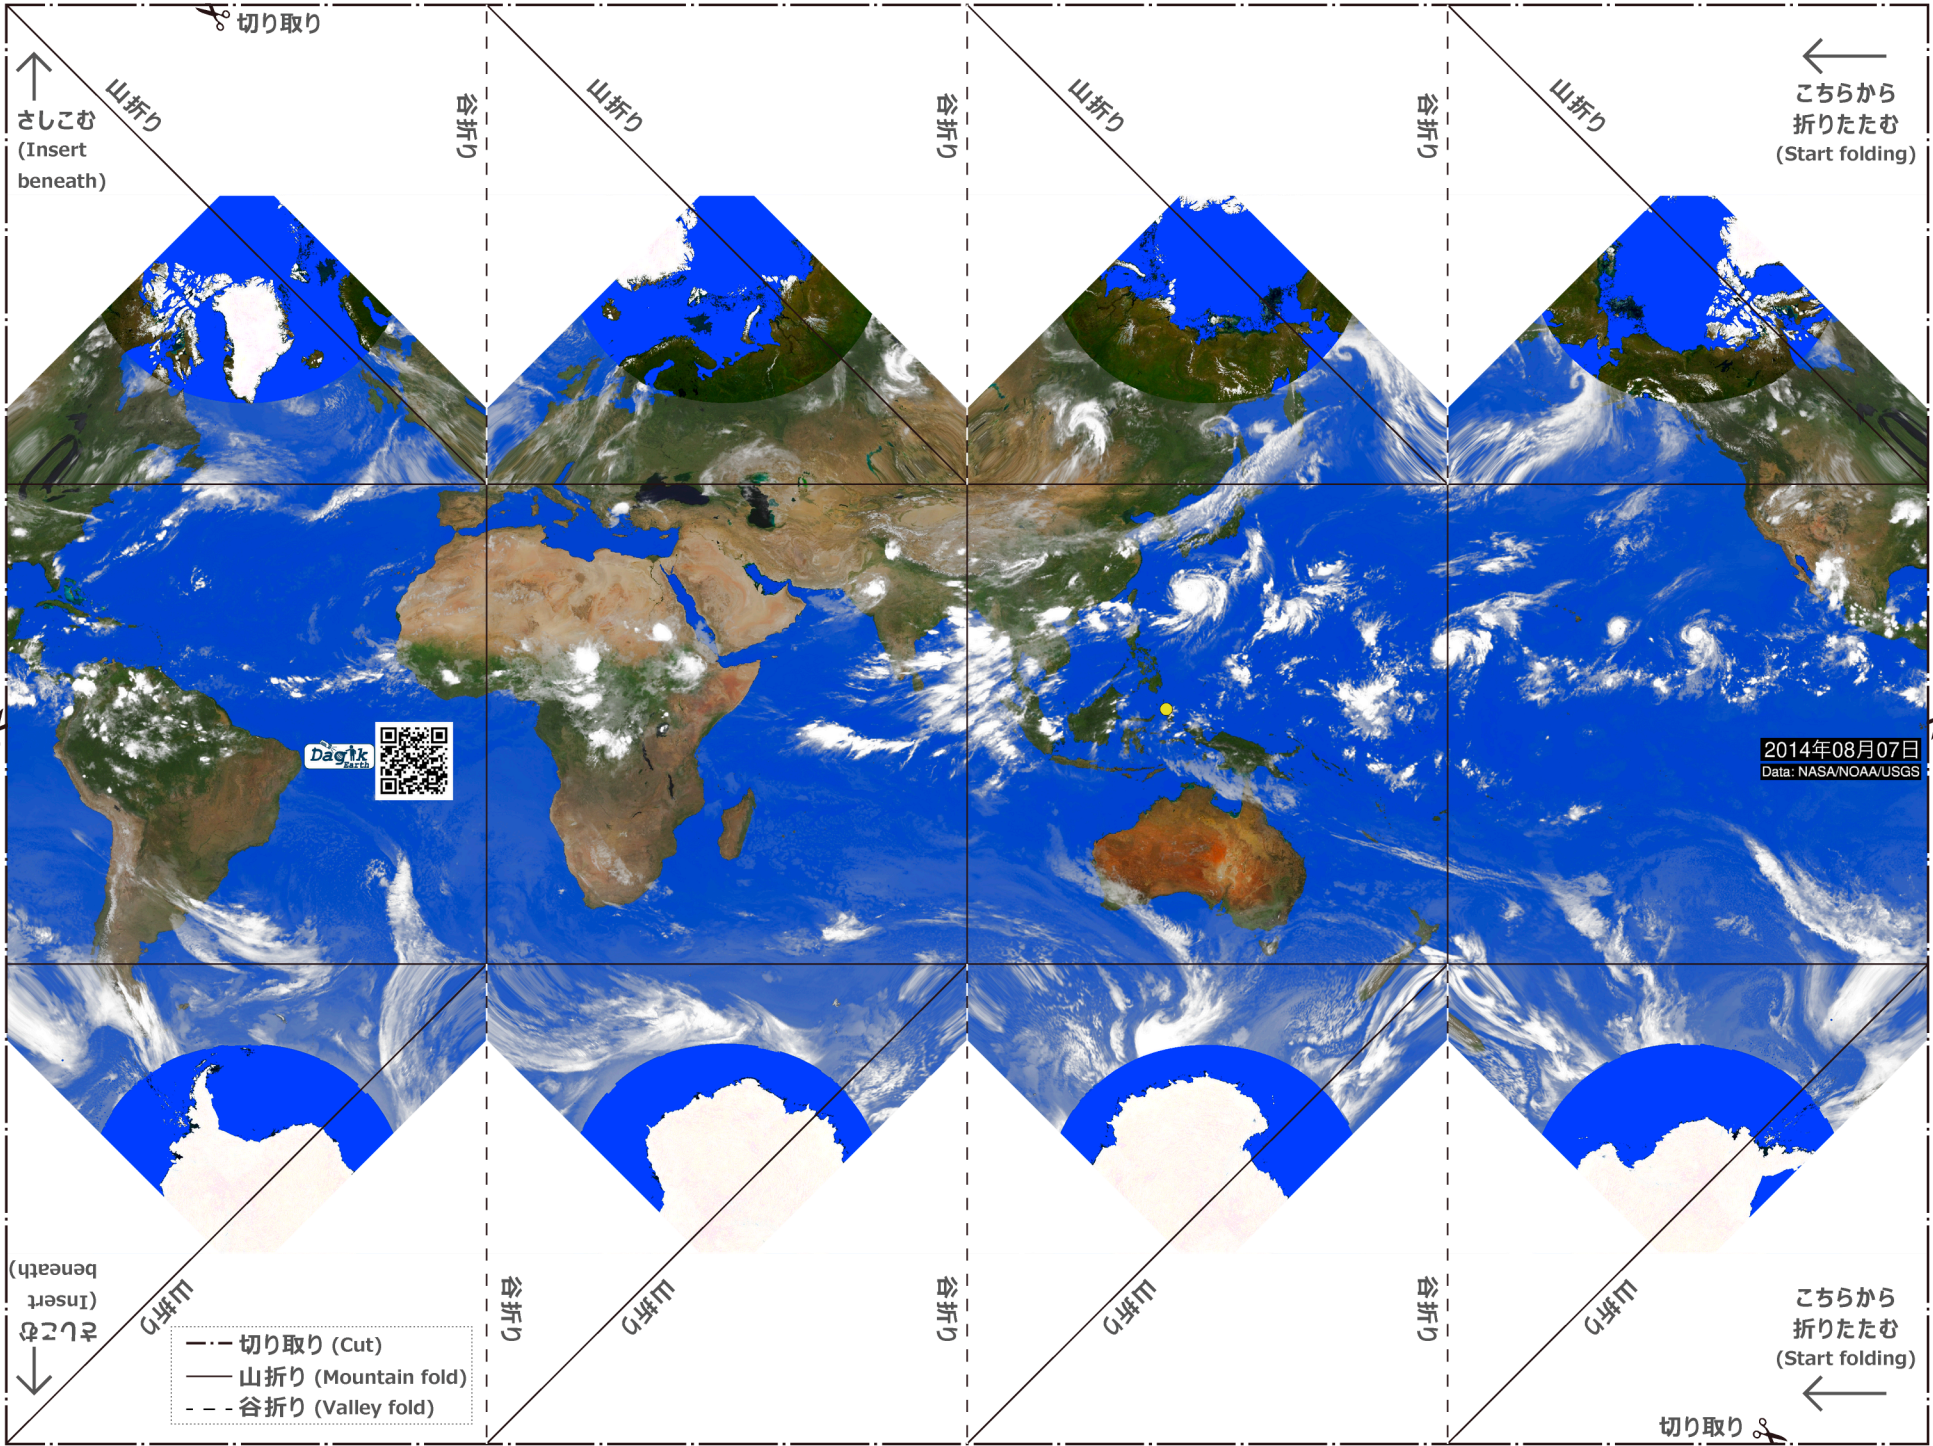 切り取り
山折り
谷折り
山折り
谷折り
山折り
谷折り
山折り
さしこむ
(Insert
beneath)
こちらから
折りたたむ
(Start folding)
Dagik
Earth
2014年08月07日
Data: NASA/NOAA/USGS
さしこむ
(Insert
beneath)
山折り
谷折り
山折り
谷折り
山折り
谷折り
山折り
こちらから
折りたたむ
(Start folding)
切り取り (Cut)
山折り (Mountain fold)
谷折り (Valley fold)
切り取り